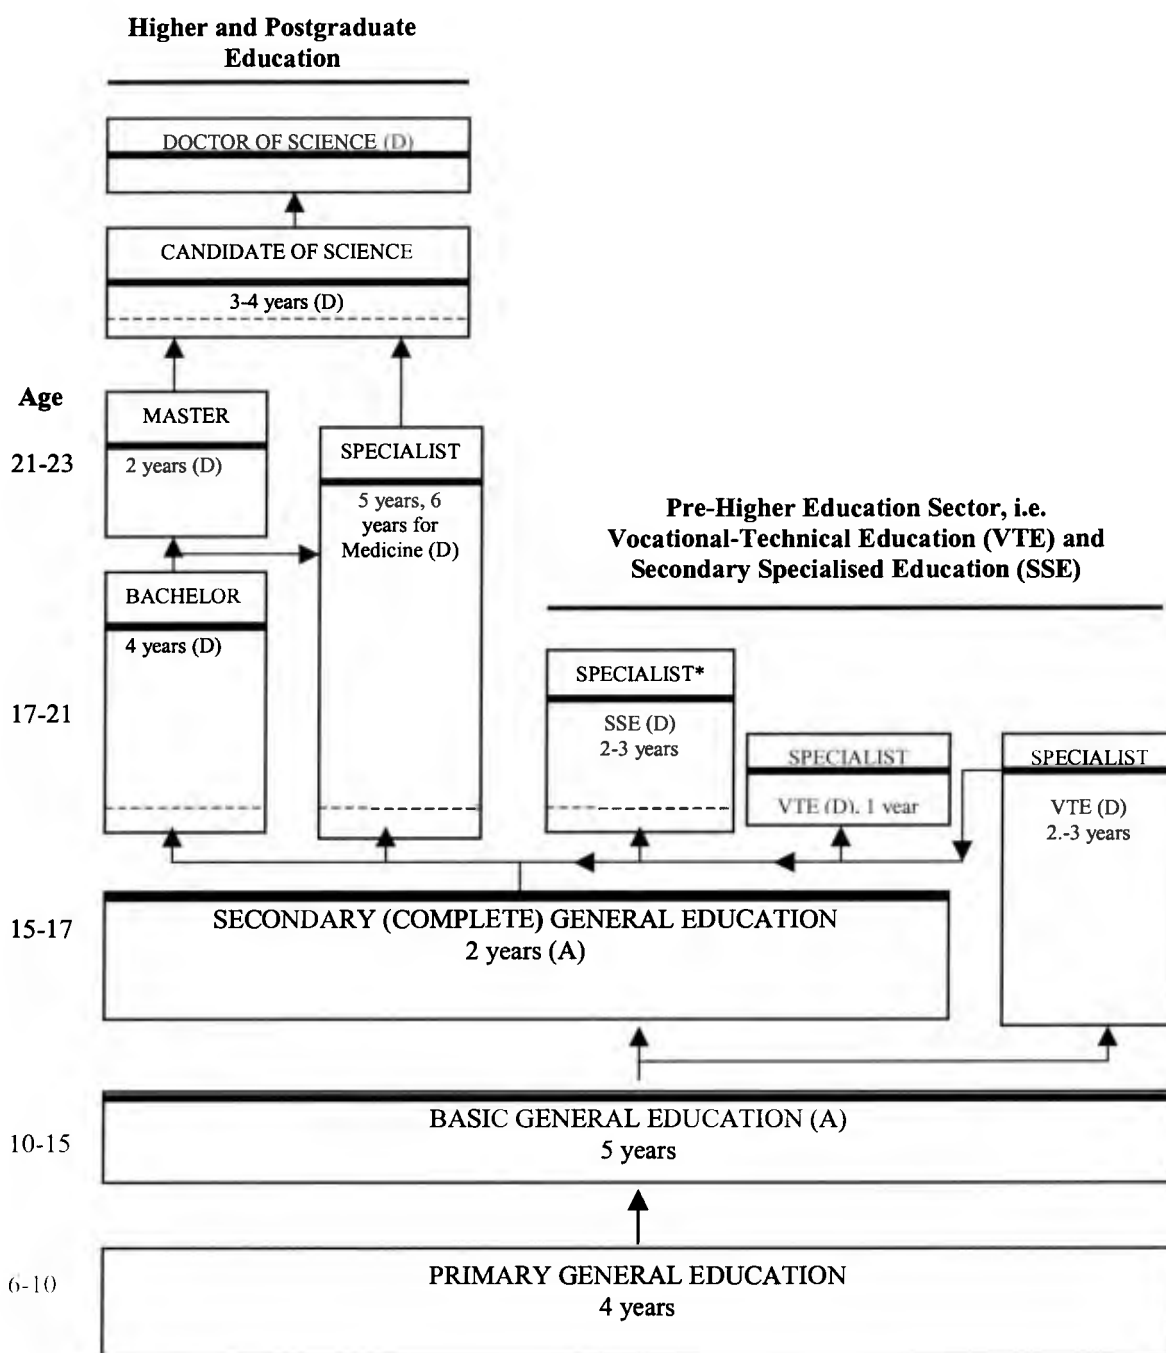 Higher and Postgraduate
Education
DOCTOR OF SCIENCE (D)
CANDIDATE OF SCIENCE
3-4 years (D)
Age
MASTER
21-23
2 years (D)
SPECIALIST
5 years, 6
years for
Medicine (D)
Pre-Higher Education Sector, i.e.
Vocational-Technical Education (VTE) and
Secondary Specialised Education (SSE)
BACHELOR
4 years (D)
17-21
SPECIALIST*
SSE (D)
2-3 years
SPECIALIST
VTE (D). 1 year
SPECIALIST
VTE (D)
2.-3 years
15-17
SECONDARY (COMPLETE) GENERAL EDUCATION
2 years (A)
10-15
BASIC GENERAL EDUCATION (A)
5 years
6-10
PRIMARY GENERAL EDUCATION
4 years